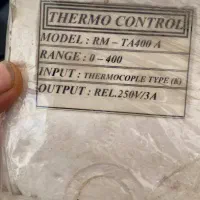 THERMO CONTROL
MODEL : RM - TA400 A
RANGE : 0 - 400
INPUT : THERMOCOPLE TYPE (K)
OUTPUT : REL.250V/3A